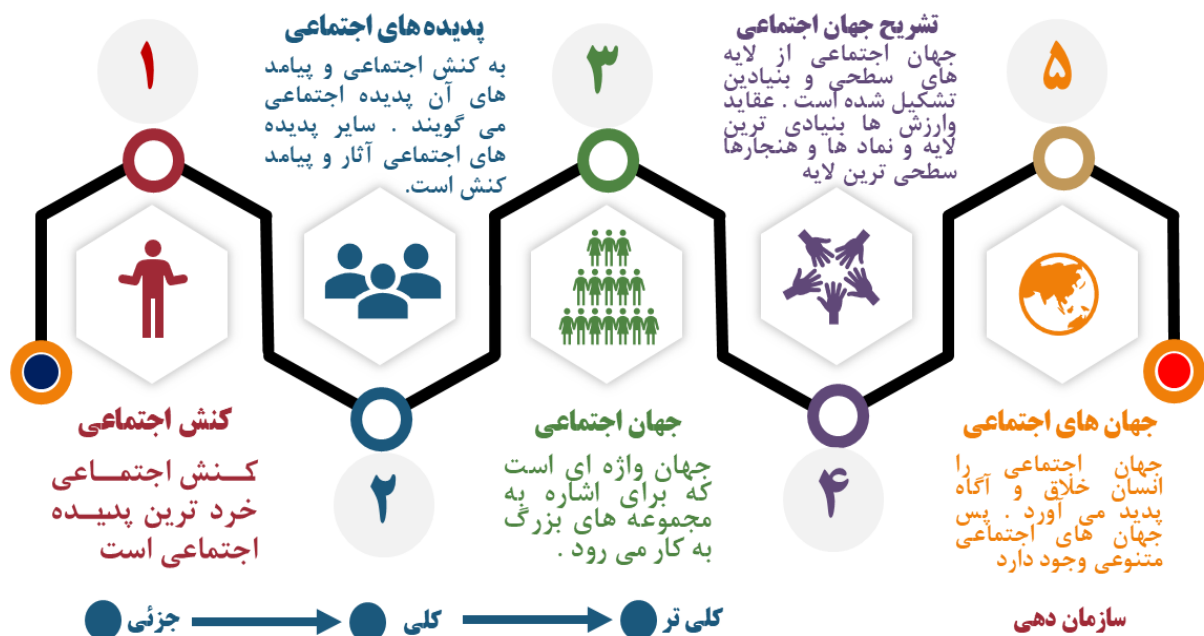 ۱
کنش اجتماعی
کــنش اجتمــاعی
خرد ترین پدیــده
اجتماعی است
پدیده های اجتماعی
به کنش اجتماعی و پیامد
های آن پدیده اجتماعی
می گویند . سایر پدیده
های اجتماعی آثار و پیامد
کنش است.
۲
۳
جهان اجتماعی
جهان واژه ای است
که برای اشاره به
مجموعه های بزرگ
به کار می رود .
تشریح جهان اجتماعی
جهان اجتماعی از لایه
های سطحی و بنیادین
تشکیل شده است . عقاید
وارزش ها بنیادی ترین
لایه و نماد ها و هنجارها
سطحی ترین لایه
۴
۵
جهان های اجتماعی
جهان اجتماعی را
انسان خلاق و آگاه
پدید می آورد . پس
جهان های اجتماعی
متنوعی وجود دارد
جزئی
کلی
کلی تر
سازمان دهی